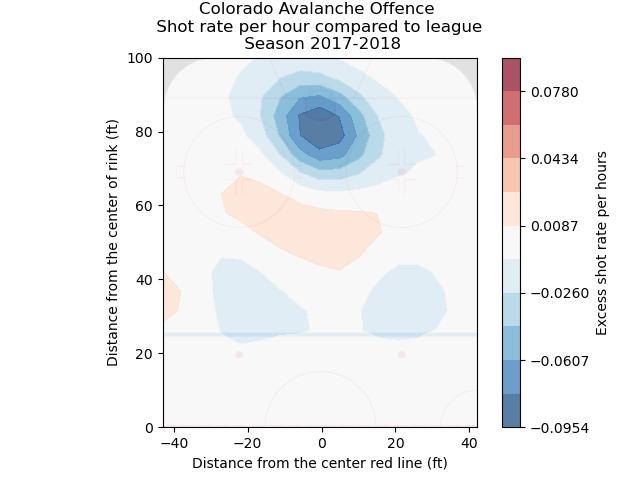 Colorado Avalanche Offence
Shot rate per hour compared to league
Season 2017-2018
100
80
60
40
20
0
−40
−20
0
20
40
Distance from the center of rink (ft)
Distance from the center red line (ft)
0.0780
0.0434
0.0087
−0.0260
−0.0607
−0.0954
Excess shot rate per hours